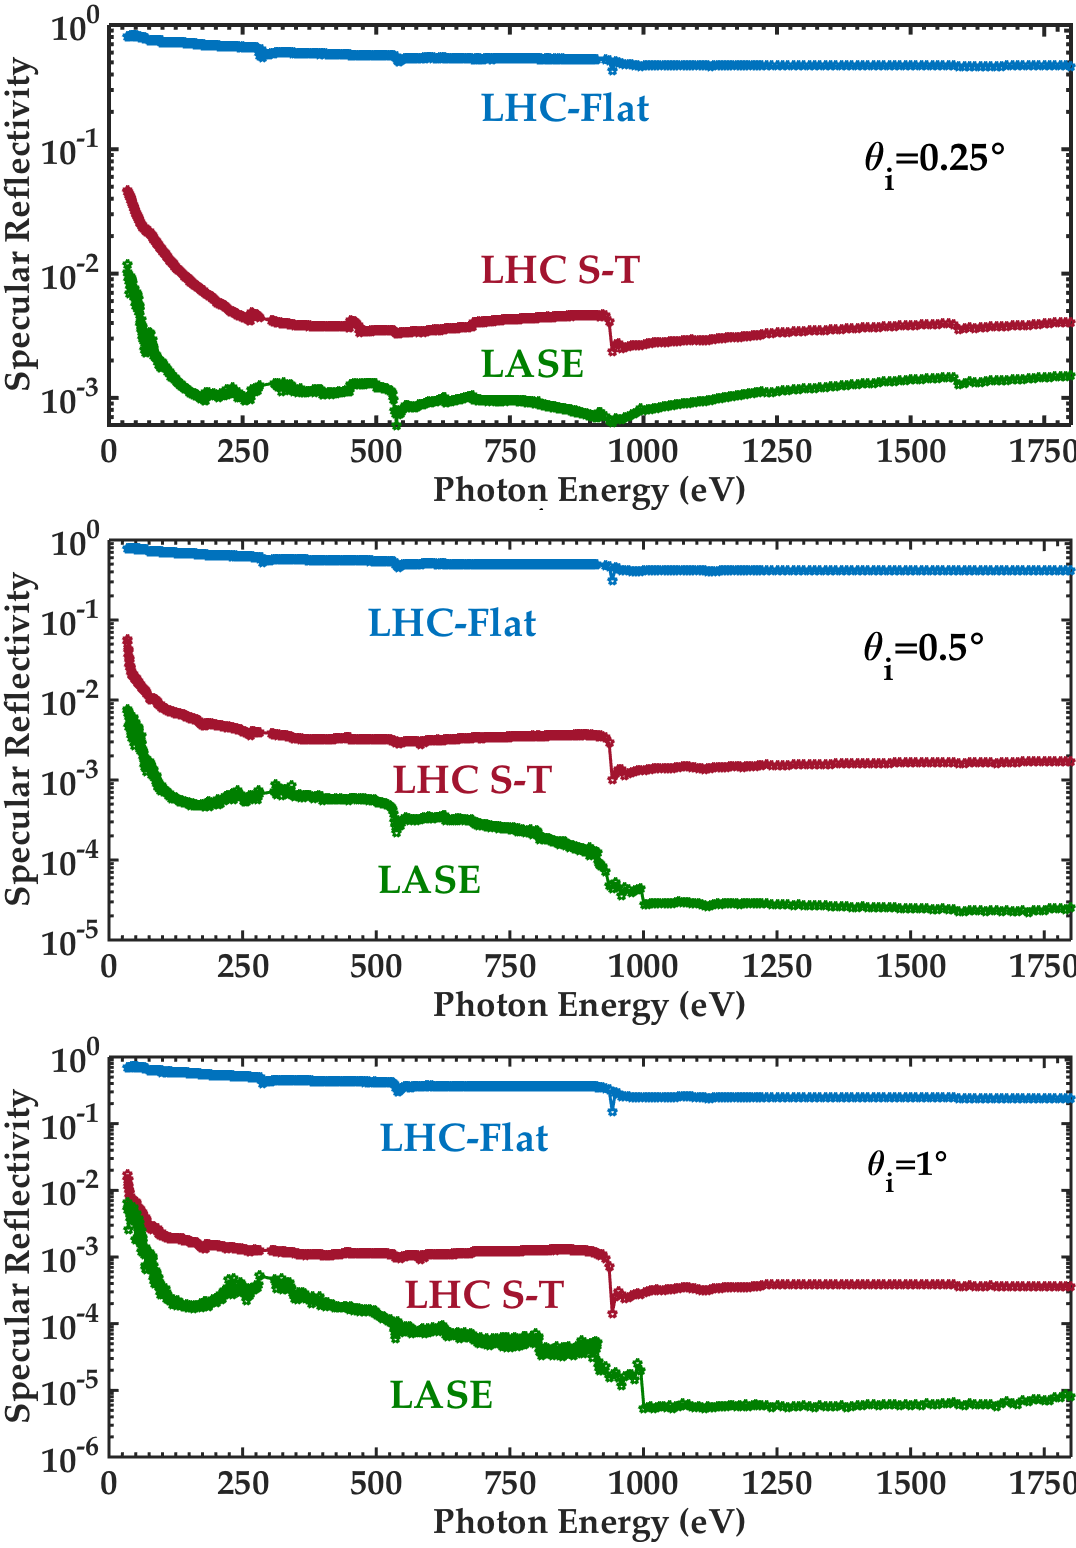 Specular Reflectivity
10^0
10^-1
10^-2
10^-3
LHC-Flat
θi=0.25°
LHC S-T
LASE
0 250 500 750 1000 1250 1500 1750
Photon Energy (eV)
Specular Reflectivity
10^0
10^-1
10^-2
10^-3
10^-4
10^-5
LHC-Flat
θi=0.5°
LHC S-T
LASE
0 250 500 750 1000 1250 1500 1750
Photon Energy (eV)
Specular Reflectivity
10^0
10^-1
10^-2
10^-3
10^-4
10^-5
10^-6
LHC-Flat
θi=1°
LHC S-T
LASE
0 250 500 750 1000 1250 1500 1750
Photon Energy (eV)